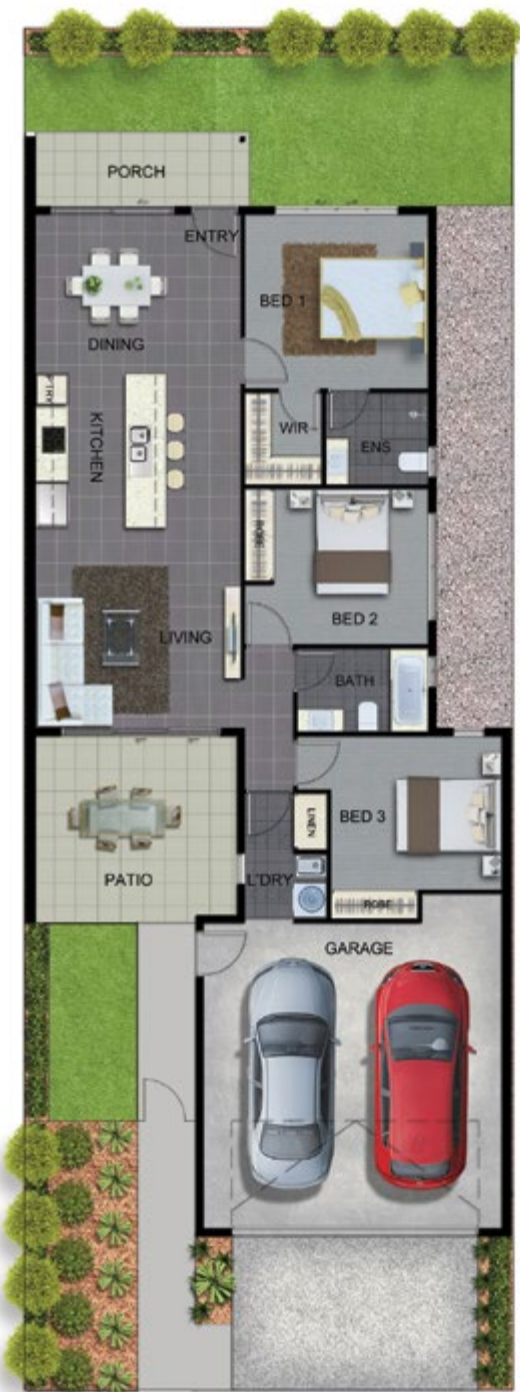 PORCH
ENTRY
BED 1
DINING
P'TRY
KITCHEN
WIR
ENS
ROBE
BED 2
LIVING
BATH
LINEN
BED 3
PATIO
L'DRY
ROBE
GARAGE